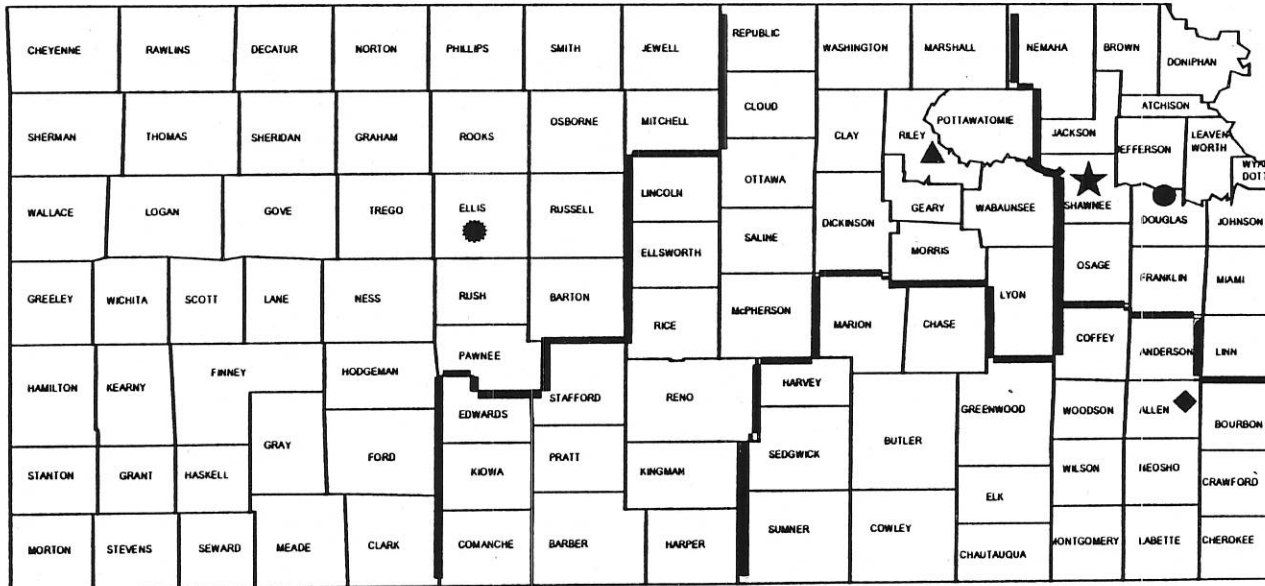 CHEYENNE
RAWLINS
DECATUR
NORTON
PHILLIPS
SMITH
JEWELL
REPUBLIC
WASHINGTON
MARSHALL
NEMAHA
BROWN
DONIPHAN
ATCHISON
SHERMAN
THOMAS
SHERIDAN
GRAHAM
ROOKS
OSBORNE
MITCHELL
CLOUD
CLAY
RILEY
POTTAWATOMIE
JACKSON
JEFFERSON
LEAVEN-
WORTH
WYAN
DOTT
WALLACE
LOGAN
GOVE
TREGO
ELLIS
RUSSELL
LINCOLN
OTTAWA
DICKINSON
GEARY
WABAUNSEE
SHAWNEE
DOUGLAS
JOHNSON
ELLSWORTH
SALINE
MORRIS
OSAGE
FRANKLIN
MIAMI
GREELEY
WICHITA
SCOTT
LANE
NESS
RUSH
BARTON
RICE
McPHERSON
MARION
CHASE
LYON
COFFEY
ANDERSON
LINN
HAMILTON
KEARNY
FINNEY
HODGEMAN
PAWNEE
EDWARDS
STAFFORD
RENO
HARVEY
BUTLER
GREENWOOD
WOODSON
ALLEN
BOURBON
STANTON
GRANT
HASKELL
GRAY
FORD
KIOWA
PRATT
KINGMAN
SEDGWICK
ELK
WILSON
NEOSHO
CRAWFORD
MORTON
STEVENS
SEWARD
MEADE
CLARK
COMANCHE
BARBER
HARPER
SUMNER
COWLEY
CHAUTAUQUA
MONTGOMERY
LABETTE
CHEROKEE